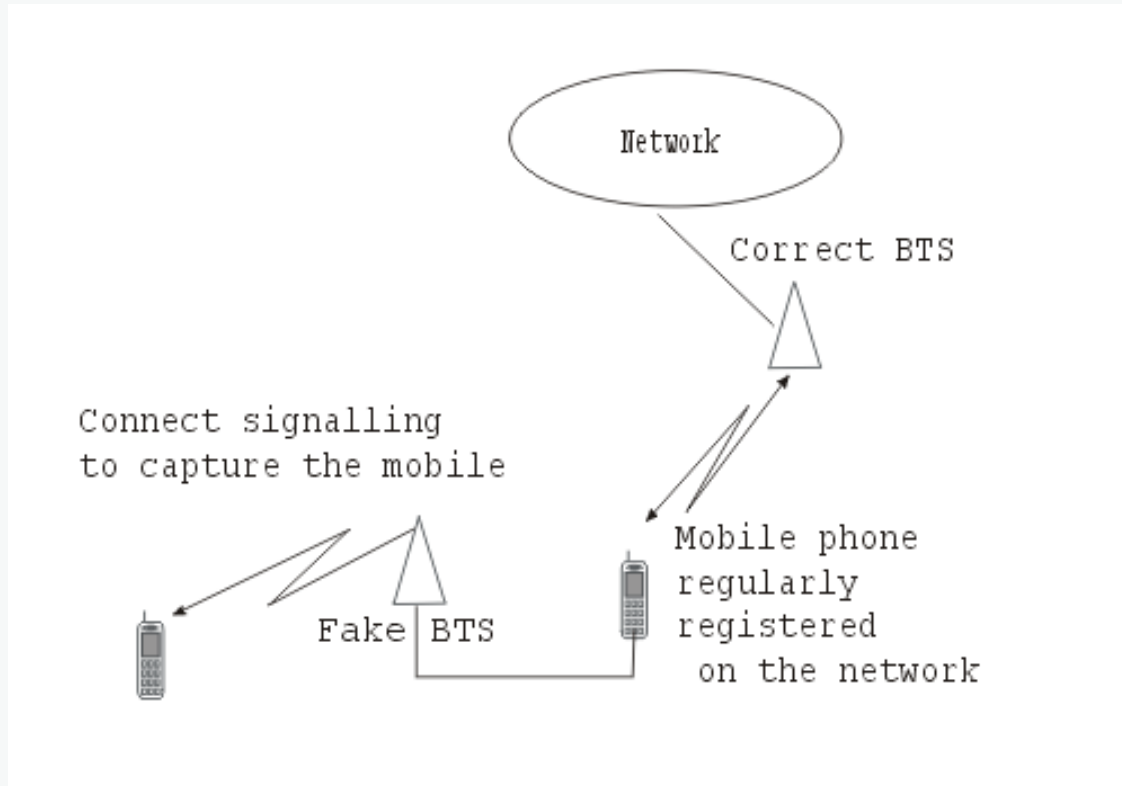 Network
Correct BTS
Connect signalling
to capture the mobile
Mobile phone
regularly
registered
on the network
Fake BTS